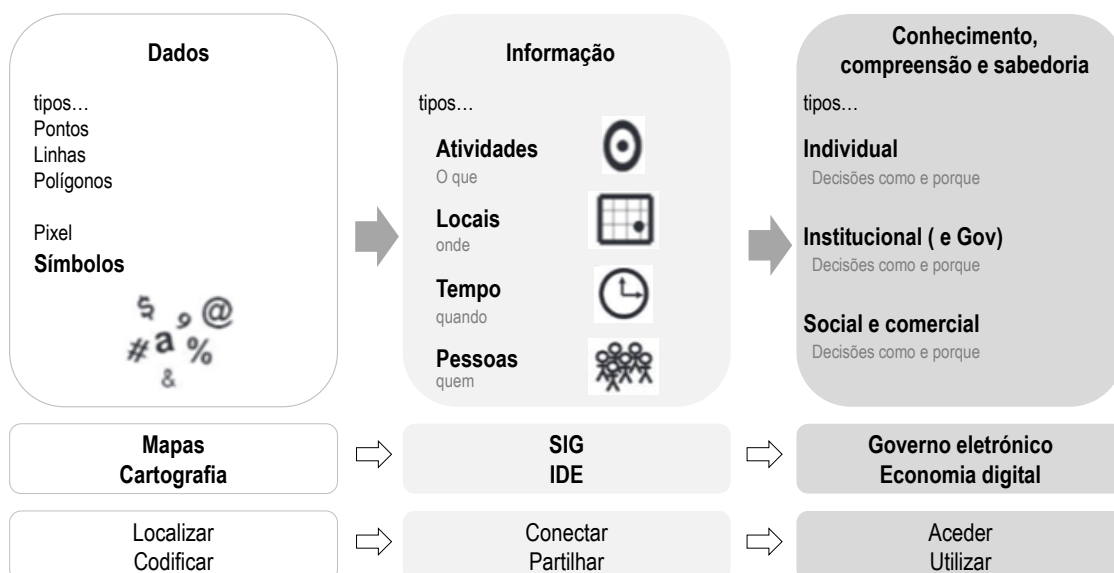 Dados
tipos…
Pontos
Linhas
Polígonos
Pixel
Símbolos
$ , @
# a %
&
Informação
tipos…
Atividades
O que
Locais
onde
Tempo
quando
Pessoas
quem
Conhecimento,
compreensão e sabedoria
tipos…
Individual
Decisões como e porque
Institucional ( e Gov)
Decisões como e porque
Social e comercial
Decisões como e porque
Mapas
Cartografia
SIG
IDE
Governo eletrónico
Economia digital
Localizar
Codificar
Conectar
Partilhar
Aceder
Utilizar